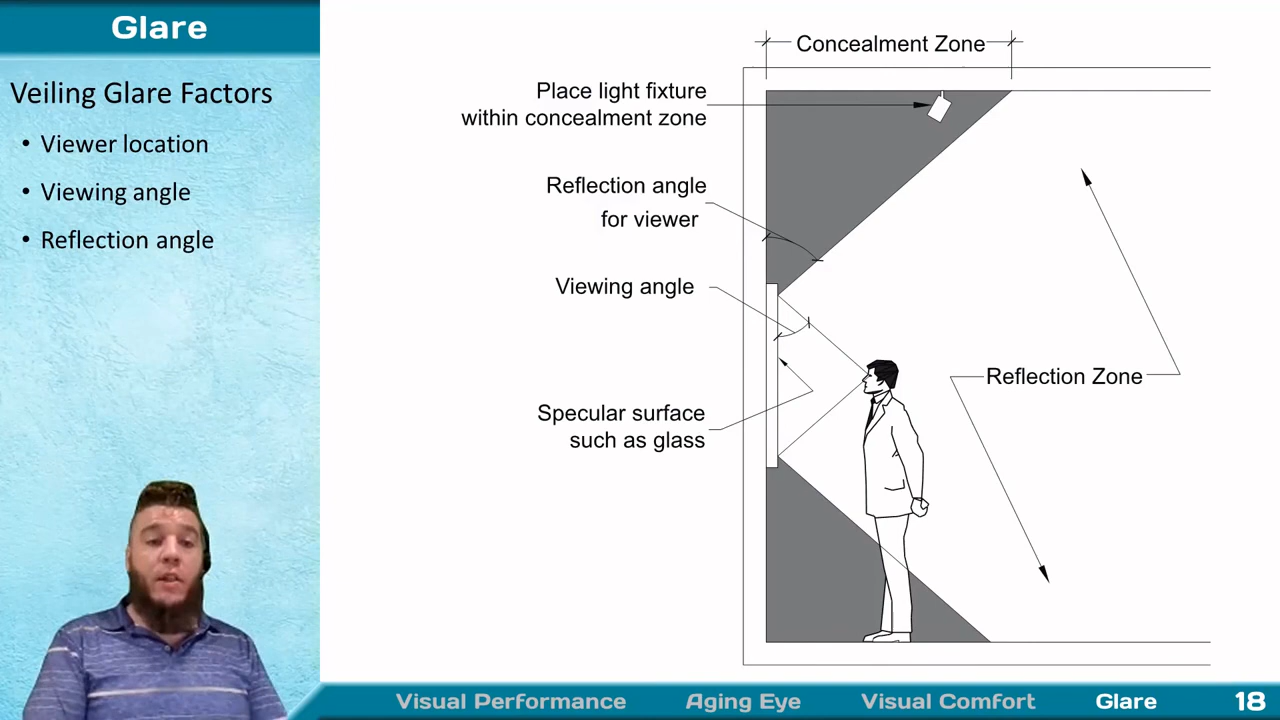 Glare
Veiling Glare Factors
• Viewer location
• Viewing angle
• Reflection angle
Concealment Zone
Place light fixture
within concealment zone
Reflection angle
for viewer
Viewing angle
Specular surface
such as glass
Reflection Zone
Visual Performance
Aging Eye
Visual Comfort
Glare
18